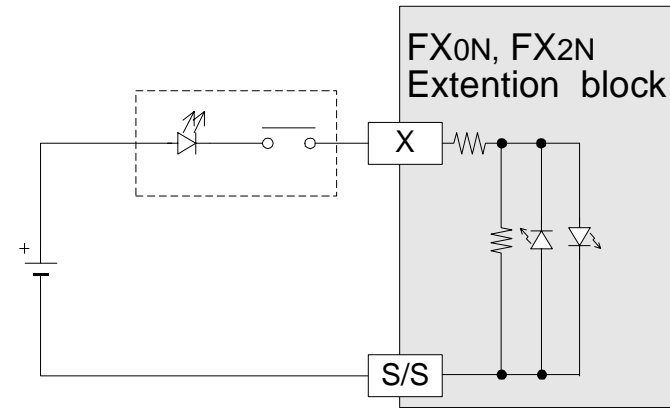 FX0N, FX2N
Extention block
X
+
S/S